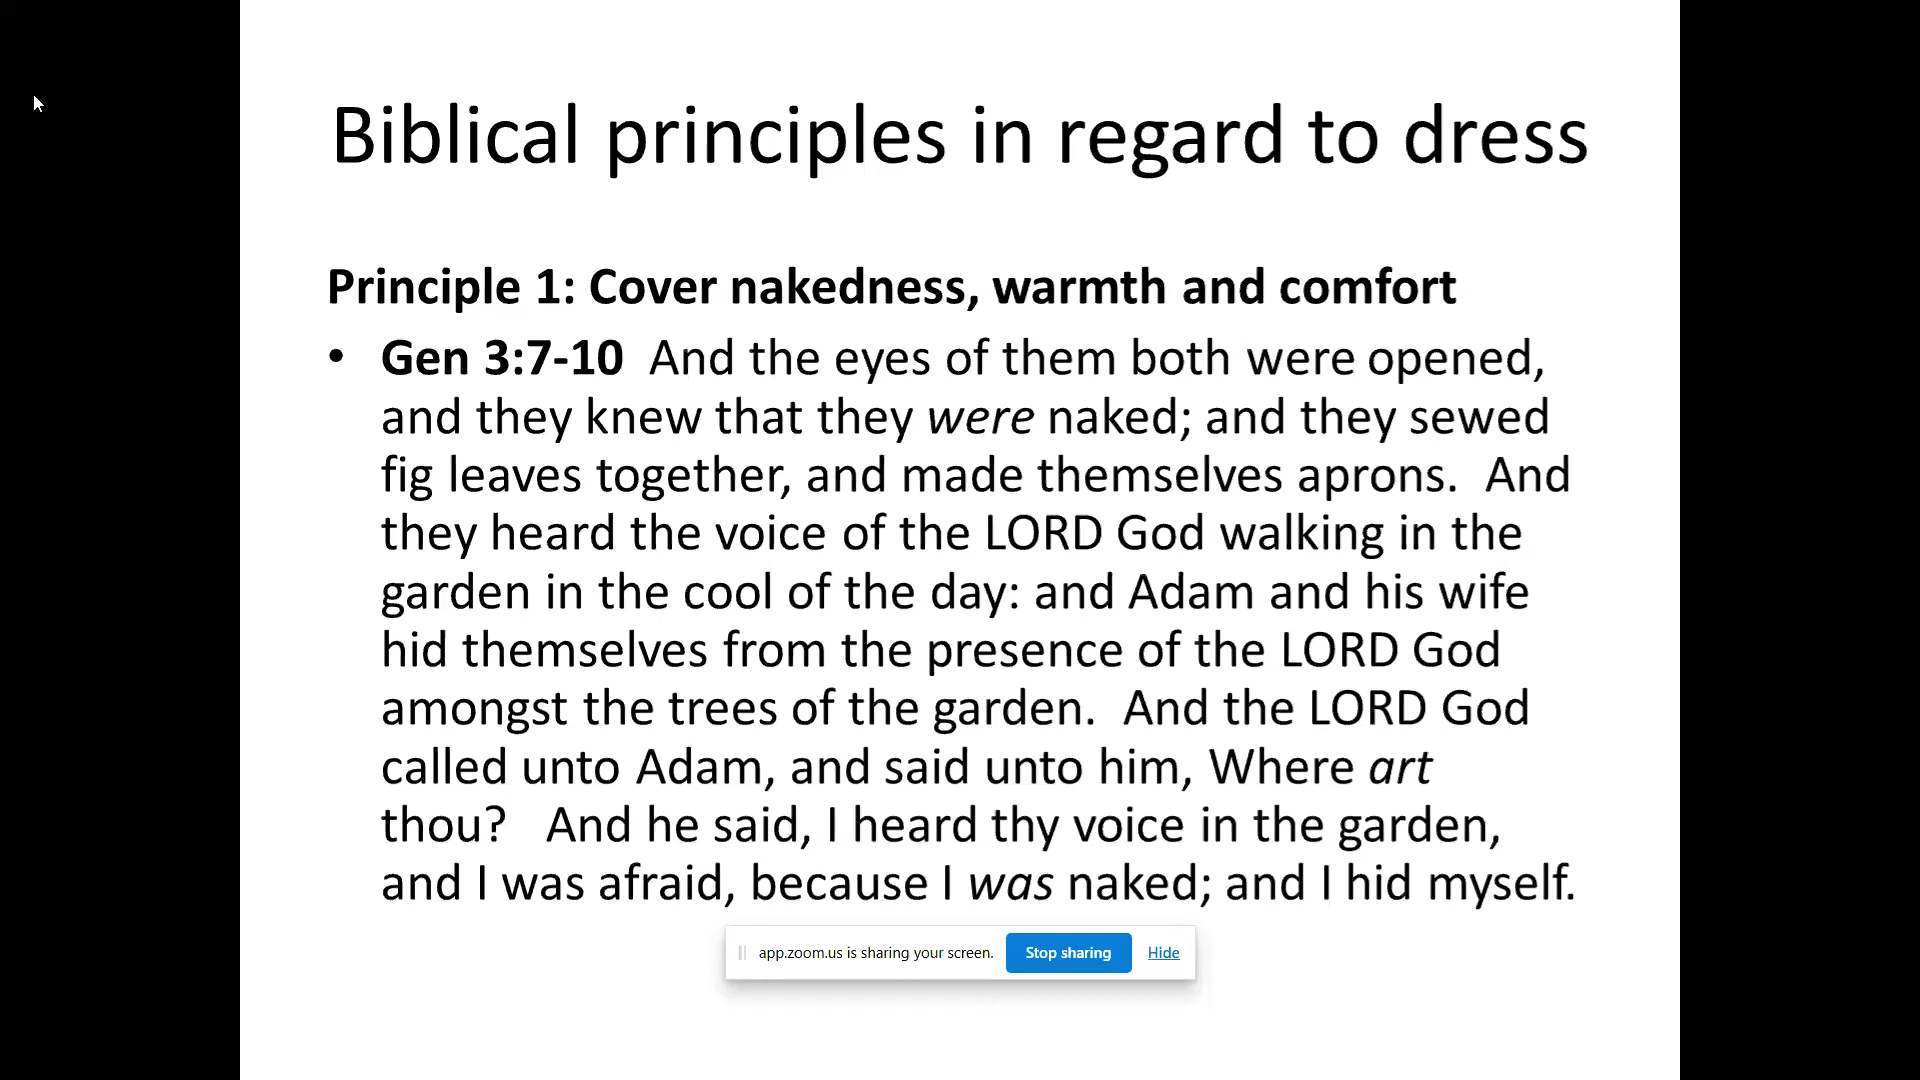 Biblical principles in regard to dress
Principle 1: Cover nakedness, warmth and comfort
• Gen 3:7-10 And the eyes of them both were opened,
and they knew that they were naked; and they sewed
fig leaves together, and made themselves aprons. And
they heard the voice of the LORD God walking in the
garden in the cool of the day: and Adam and his wife
hid themselves from the presence of the LORD God
amongst the trees of the garden. And the LORD God
called unto Adam, and said unto him, Where art
thou? And he said, I heard thy voice in the garden,
and I was afraid, because I was naked; and I hid myself.
app.zoom.us is sharing your screen. Stop sharing Hide